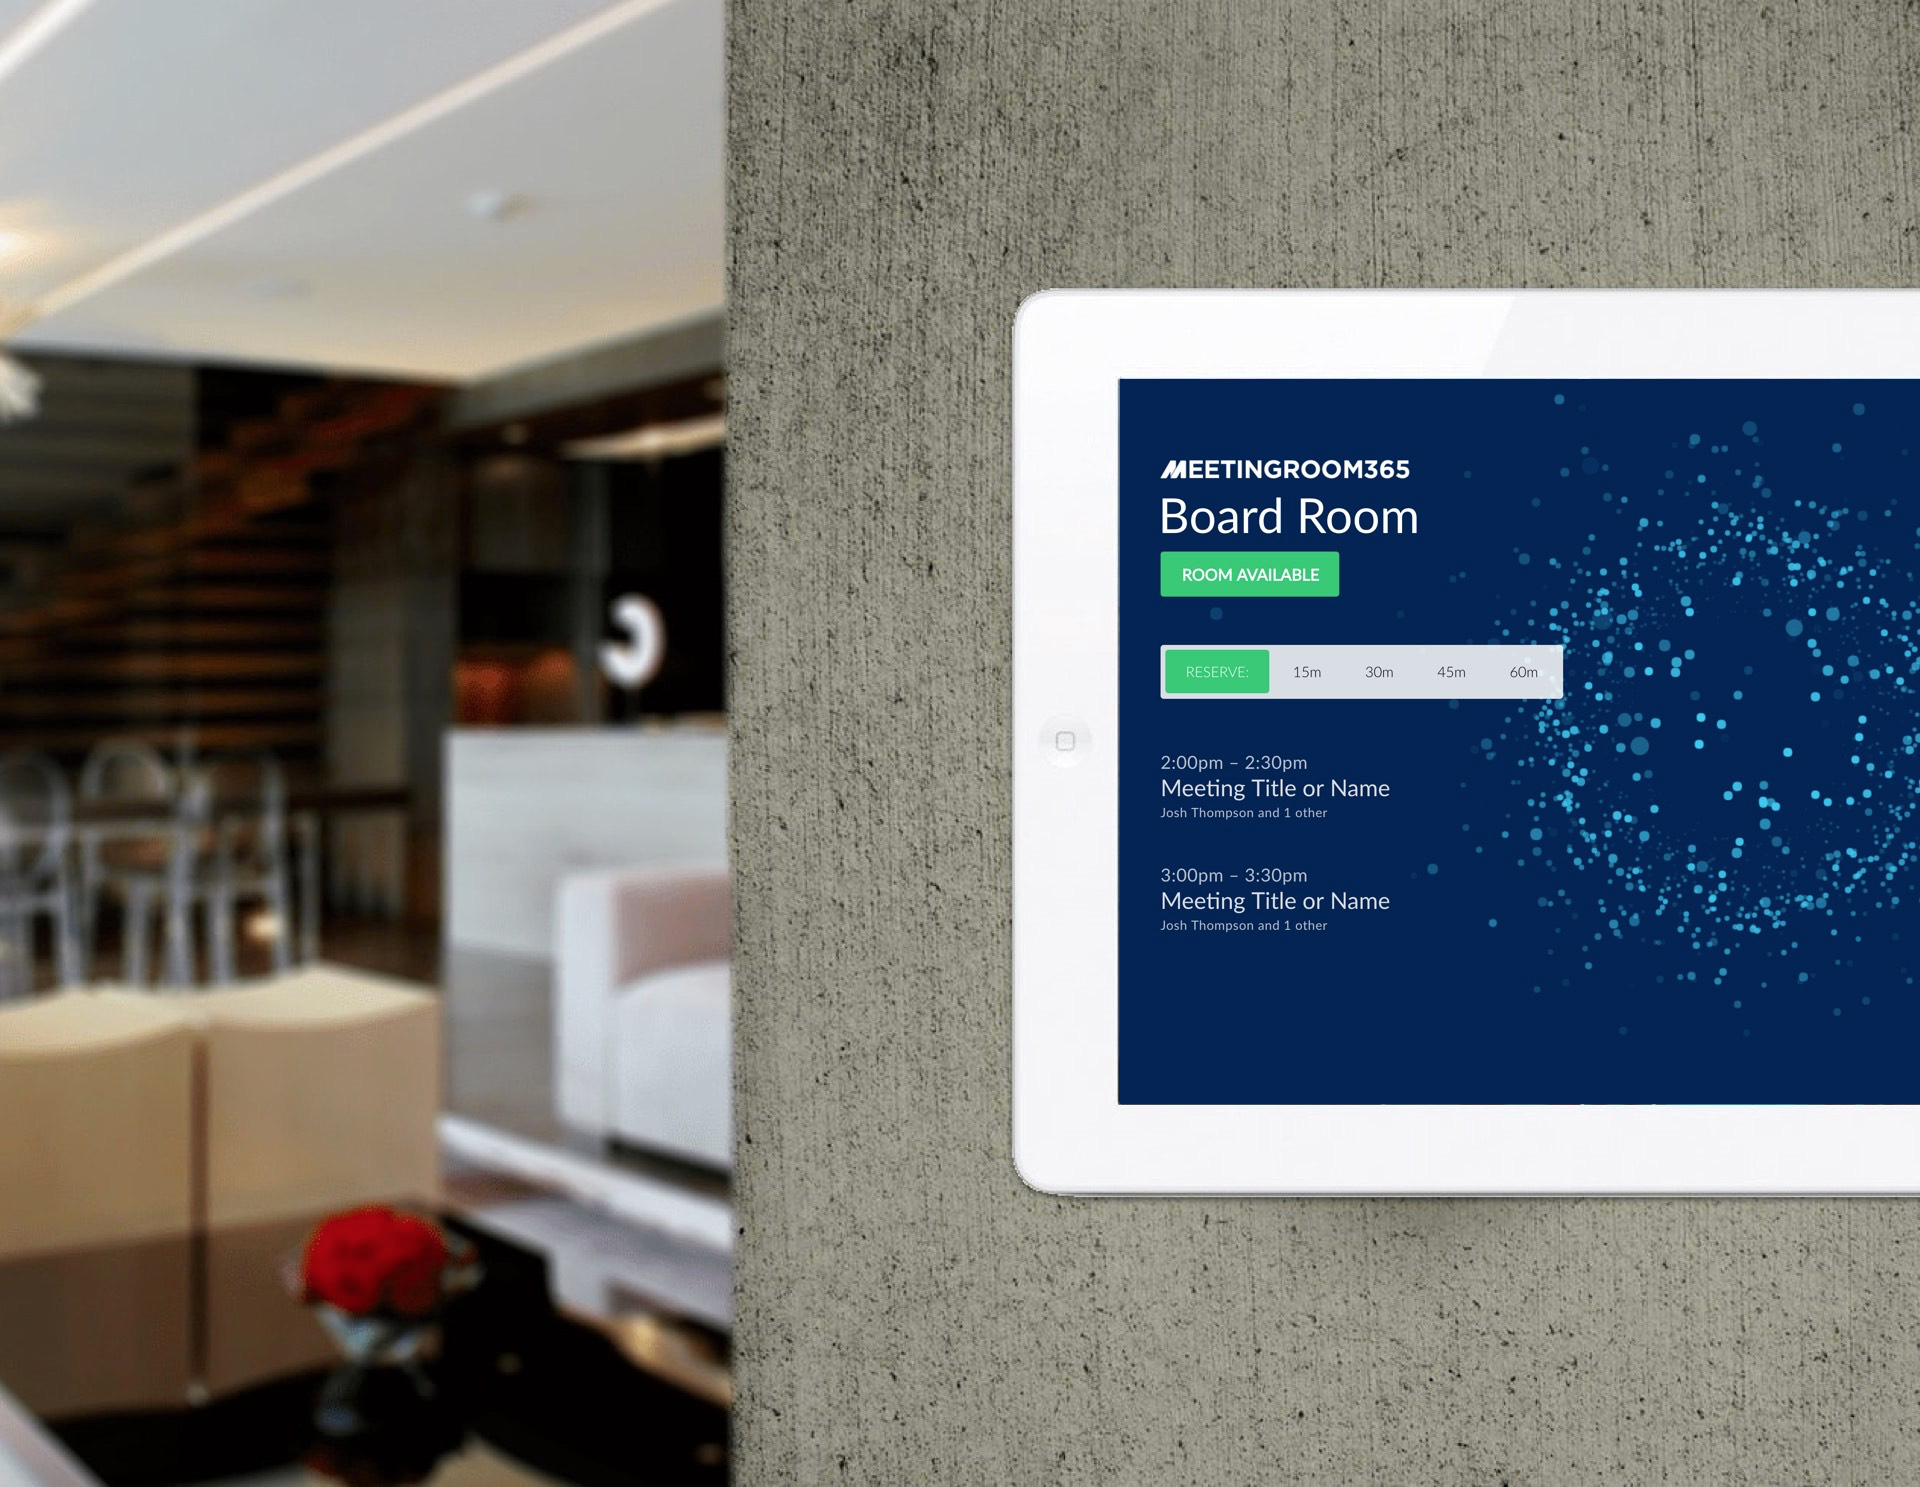 MEETINGROOM365
Board Room
ROOM AVAILABLE
RESERVE: 15m 30m 45m 60m
2:00pm – 2:30pm
Meeting Title or Name
Josh Thompson and 1 other
3:00pm – 3:30pm
Meeting Title or Name
Josh Thompson and 1 other